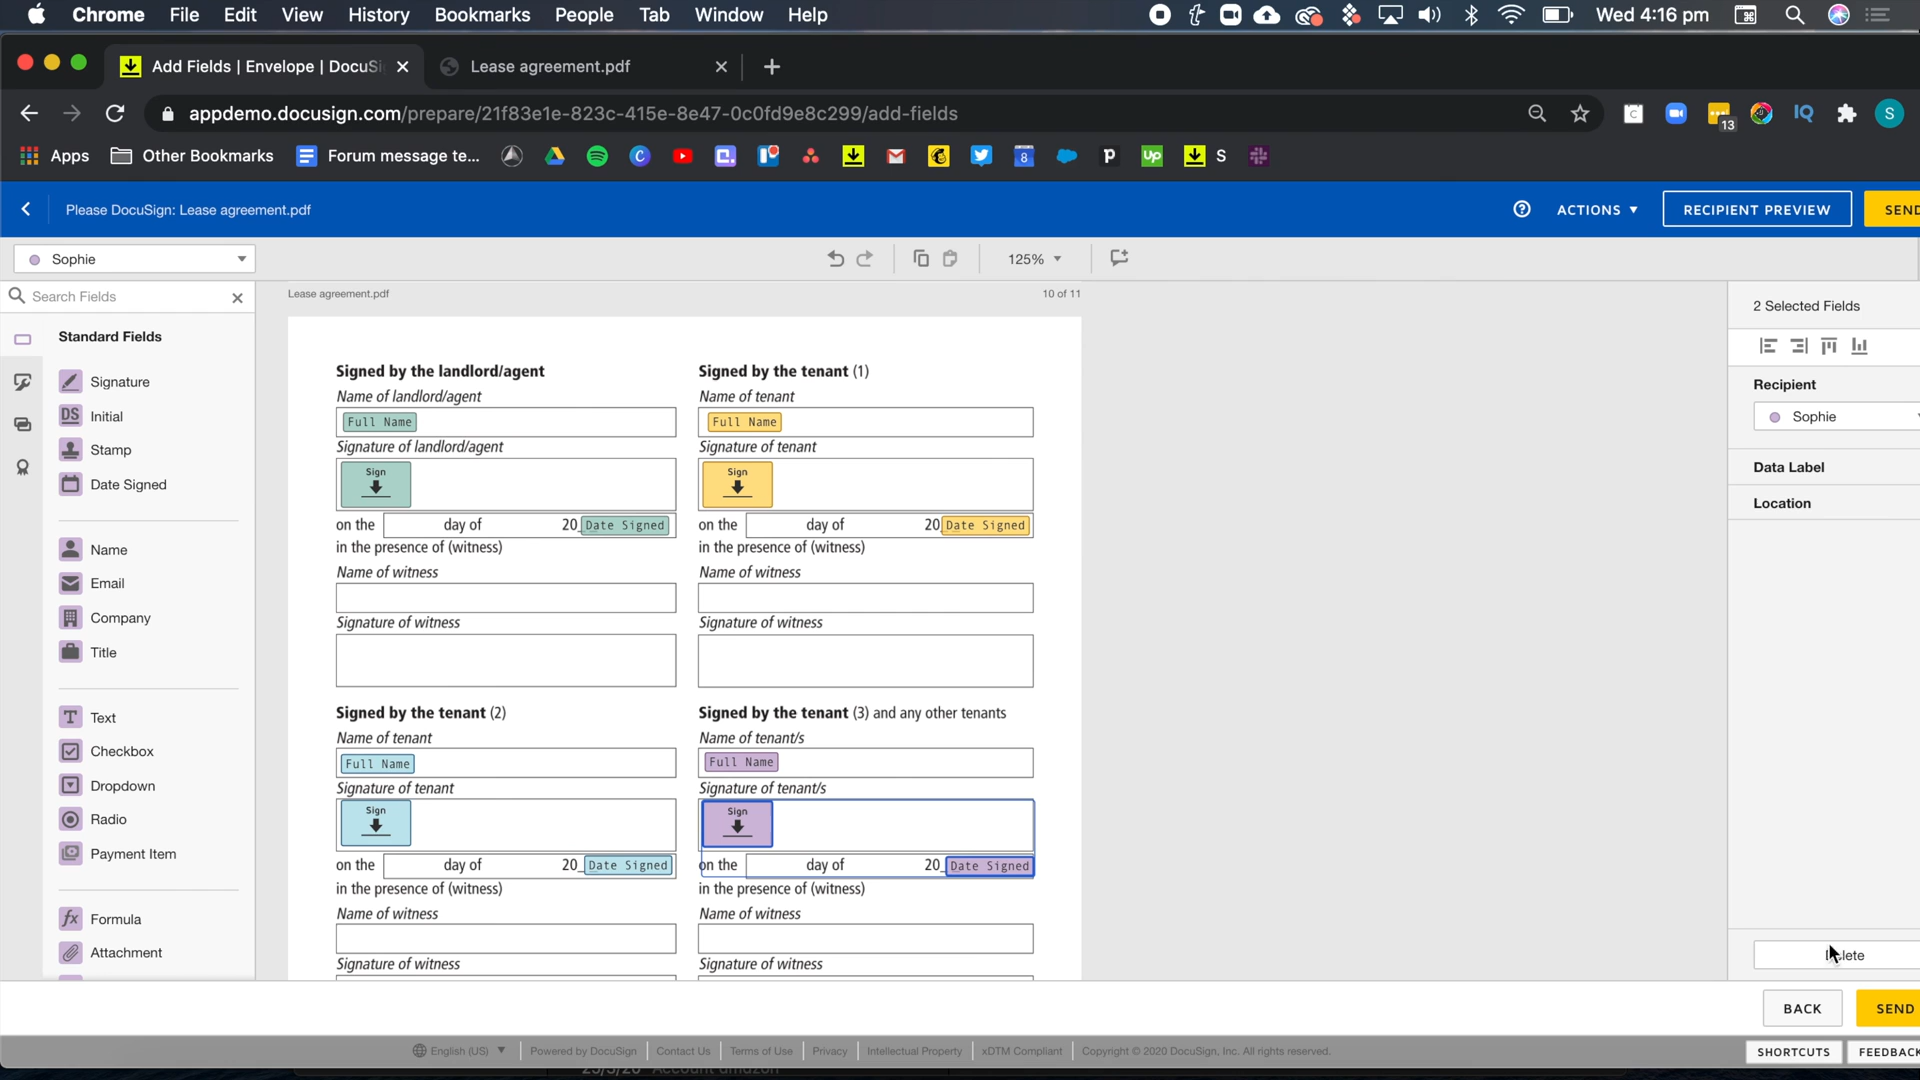 Chrome File Edit View History Bookmarks People Tab Window Help Wed 4:16 pm
Add Fields | Envelope | DocuSi Lease agreement.pdf
appdemo.docusign.com/prepare/21f83e1e-823c-415e-8e47-0c0fd9e8c299/add-fields 13 IQ S
Apps Other Bookmarks Forum message te... 8 up S
Please DocuSign: Lease agreement.pdf ACTIONS RECIPIENT PREVIEW SEND
Sophie 125%
Search Fields
Standard Fields
Signature
DS Initial
Stamp
Date Signed
Name
Email
Company
Title
Text
Checkbox
Dropdown
Radio
Payment Item
fx Formula
Attachment
Lease agreement.pdf 10 of 11
Signed by the landlord/agent
Name of landlord/agent
Full Name
Signature of landlord/agent
Sign
on the day of 20_ Date Signed
in the presence of (witness)
Name of witness
Signature of witness
Signed by the tenant (1)
Name of tenant
Full Name
Signature of tenant
Sign
on the day of 20 Date Signed
in the presence of (witness)
Name of witness
Signature of witness
Signed by the tenant (2)
Name of tenant
Full Name
Signature of tenant
Sign
on the day of 20_ Date Signed
in the presence of (witness)
Name of witness
Signature of witness
Signed by the tenant (3) and any other tenants
Name of tenant/s
Full Name
Signature of tenant/s
Sign
on the day of 20_ Date Signed
in the presence of (witness)
Name of witness
Signature of witness
2 Selected Fields
Recipient
Sophie
Data Label
Location
BACK SEND
English (US) Powered by DocuSign Contact Us Terms of Use Privacy Intellectual Property xDTM Compliant Copyright © 2020 DocuSign, Inc. All rights reserved. SHORTCUTS FEEDBACK